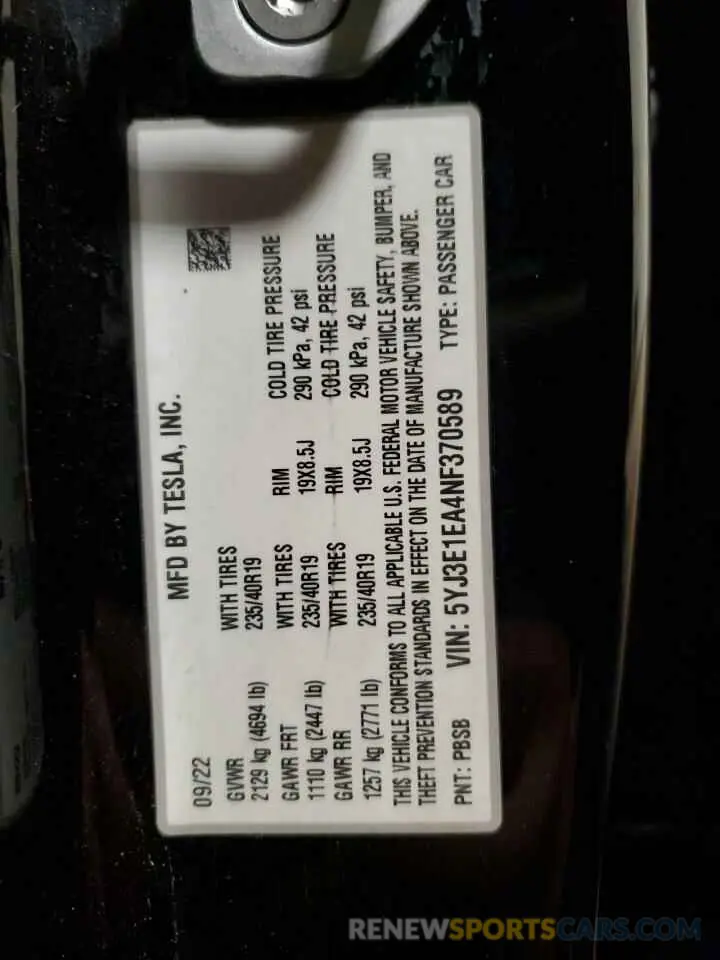 MFD BY TESLA, INC.
09/22
GVWR WITH TIRES
2129 kg (4694 lb) 235/40R19
GAWR FRT WITH TIRES RIM COLD TIRE PRESSURE
1110 kg (2447 lb) 235/40R19 19X8.5J 290 kPa, 42 psi
GAWR RR WITH TIRES RIM COLD TIRE PRESSURE
1257 kg (2771 lb) 235/40R19 19X8.5J 290 kPa, 42 psi
THIS VEHICLE CONFORMS TO ALL APPLICABLE U.S. FEDERAL MOTOR VEHICLE SAFETY, BUMPER, AND
THEFT PREVENTION STANDARDS IN EFFECT ON THE DATE OF MANUFACTURE SHOWN ABOVE.
PNT: PBSB VIN: 5YJ3E1EA4NF370589 TYPE: PASSENGER CAR
RENEWSPORTSCARS.COM